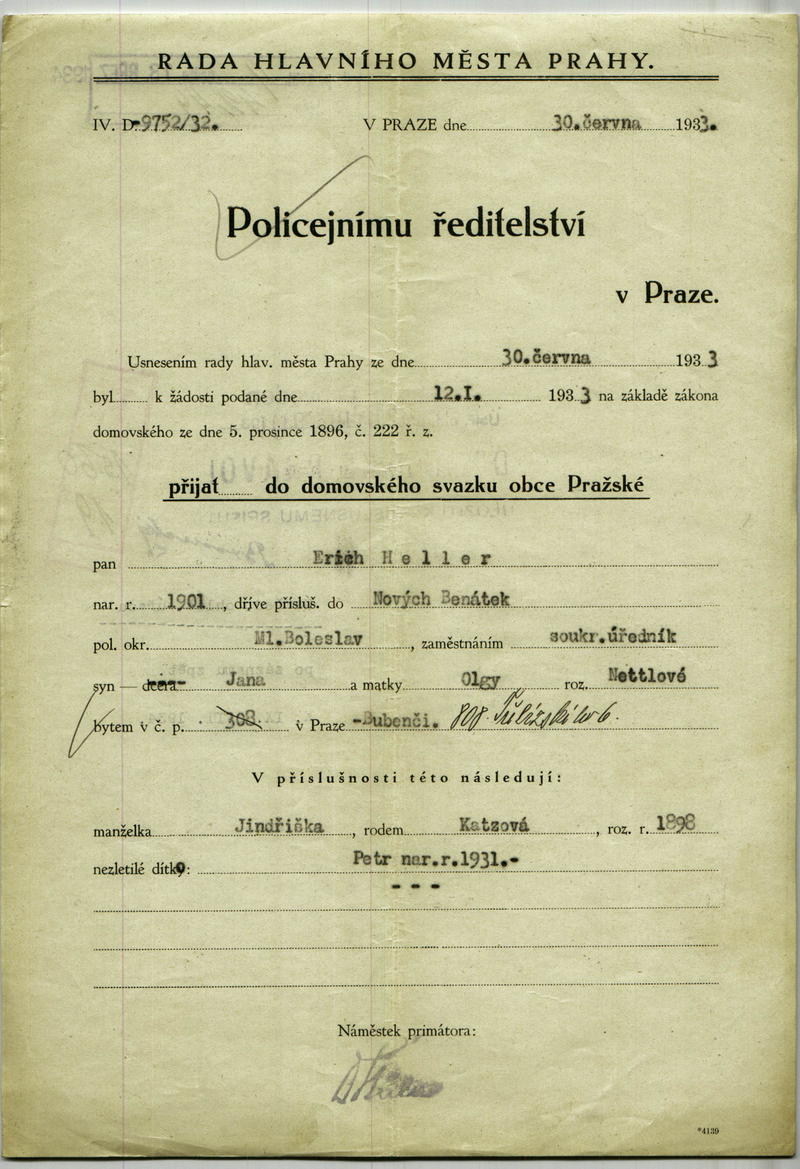 RADA HLAVNÍHO MĚSTA PRAHY.
IV. D-9752/32. V PRAZE dne 30.června 1933.
Policejnímu ředitelství
v Praze.
Usnesením rady hlav. města Prahy ze dne 30.června 1933
byl k žádosti podané dne 12.I. 1933 na základě zákona
domovského ze dne 5. prosince 1896, č. 222 ř. z.
přijat do domovského svazku obce Pražské
pan Erich Heller
nar. r. 1901, dříve přísluš. do Nových Benátek
pol. okr. Ml.Boleslav, zaměstnáním soukr.úředník
syn — dcera Jana a matky Olgy roz. Nettlové
bytem v č. p. 308. v Praze -Bubenči. 808.
V příslušnosti této následují:
manželka Jindřiška, rodem Katzová, roz. r. 1898
nezletilé dítko: Petr nar.r.1931.-
- - -
Náměstek primátora:
*4139